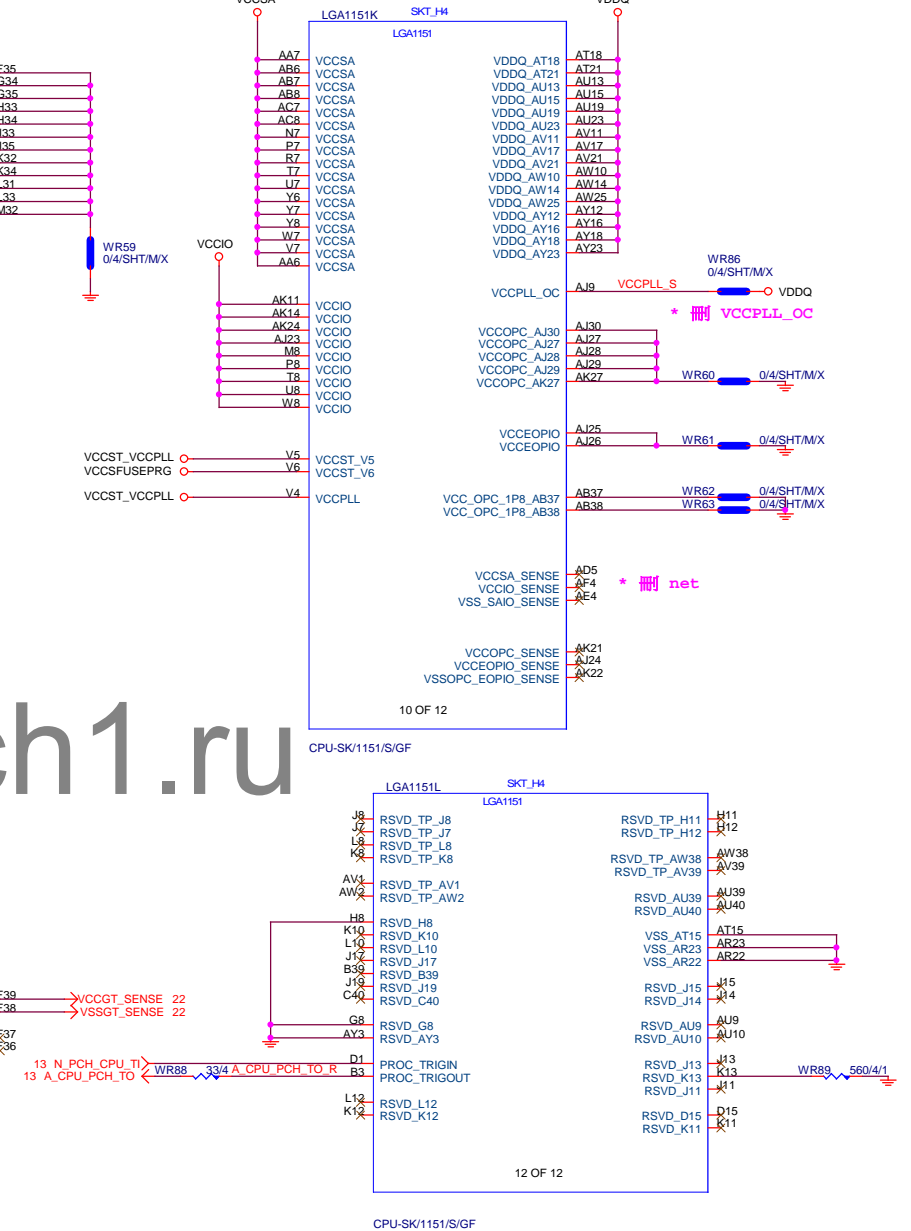 VCCSA
VDDQ
LGA1151K
SKT_H4
LGA1151
AA7 VCCSA
AB6 VCCSA
AB7 VCCSA
AB8 VCCSA
AC7 VCCSA
AC8 VCCSA
N7 VCCSA
P7 VCCSA
R7 VCCSA
T7 VCCSA
U7 VCCSA
Y6 VCCSA
Y7 VCCSA
Y8 VCCSA
W7 VCCSA
V7 VCCSA
AA6 VCCSA
VDDQ_AT18 AT18
VDDQ_AT21 AT21
VDDQ_AU13 AU13
VDDQ_AU15 AU15
VDDQ_AU19 AU19
VDDQ_AU23 AU23
VDDQ_AV11 AV11
VDDQ_AV17 AV17
VDDQ_AV21 AV21
VDDQ_AW10 AW10
VDDQ_AW14 AW14
VDDQ_AW25 AW25
VDDQ_AY12 AY12
VDDQ_AY16 AY16
VDDQ_AY18 AY18
VDDQ_AY23 AY23
G34
G35
H33
H34
K32
K34
L31
L33
M32
WR59
0/4/SHT/M/X
VCCIO
AK11 VCCIO
AK14 VCCIO
AK24 VCCIO
AJ23 VCCIO
M8 VCCIO
P8 VCCIO
T8 VCCIO
U8 VCCIO
W8 VCCIO
VCCPLL_OC AJ9 VCCPLL_S
WR86
0/4/SHT/M/X
VDDQ
* 刪 VCCPLL_OC
VCCOPC_AJ30 AJ30
VCCOPC_AJ27 AJ27
VCCOPC_AJ28 AJ28
VCCOPC_AJ29 AJ29
VCCOPC_AK27 AK27 WR60 0/4/SHT/M/X
VCCEOPIO AJ25
VCCEOPIO AJ26 WR61 0/4/SHT/M/X
VCCST_VCCPLL V5 VCCST_V5
VCCSFUSEPRG V6 VCCST_V6
VCCST_VCCPLL V4 VCCPLL
VCC_OPC_1P8_AB37 AB37 WR62 0/4/SHT/M/X
VCC_OPC_1P8_AB38 AB38 WR63 0/4/SHT/M/X
VCCSA_SENSE AD5
VCCIO_SENSE AF4
VSS_SAIO_SENSE AE4
* 刪 net
VCCOPC_SENSE AK21
VCCEOPIO_SENSE AJ24
VSSOPC_EOPIO_SENSE AK22
10 OF 12
CPU-SK/1151/S/GF
ch1.ru
LGA1151L
SKT_H4
LGA1151
J8 RSVD_TP_J8
J7 RSVD_TP_J7
L8 RSVD_TP_L8
K8 RSVD_TP_K8
AV1 RSVD_TP_AV1
AW2 RSVD_TP_AW2
H8 RSVD_H8
K10 RSVD_K10
L10 RSVD_L10
J17 RSVD_J17
B39 RSVD_B39
J19 RSVD_J19
C40 RSVD_C40
G8 RSVD_G8
AY3 RSVD_AY3
D1 PROC_TRIGIN
B3 PROC_TRIGOUT
L12 RSVD_L12
K12 RSVD_K12
RSVD_TP_H11 H11
RSVD_TP_H12 H12
RSVD_TP_AW38 AW38
RSVD_TP_AV39 AV39
RSVD_AU39 AU39
RSVD_AU40 AU40
VSS_AT15 AT15
VSS_AR23 AR23
VSS_AR22 AR22
RSVD_J15 J15
RSVD_J14 J14
RSVD_AU9 AU9
RSVD_AU10 AU10
RSVD_J13 J13
RSVD_K13 K13 WR89 560/4/1
RSVD_J11 J11
RSVD_D15 D15
RSVD_K11 K11
VCCGT_SENSE 22
VSSGT_SENSE 22
13 N_PCH_CPU_TI
13 A_CPU_PCH_TO WR88 33/4 A_CPU_PCH_TO_R
12 OF 12
CPU-SK/1151/S/GF